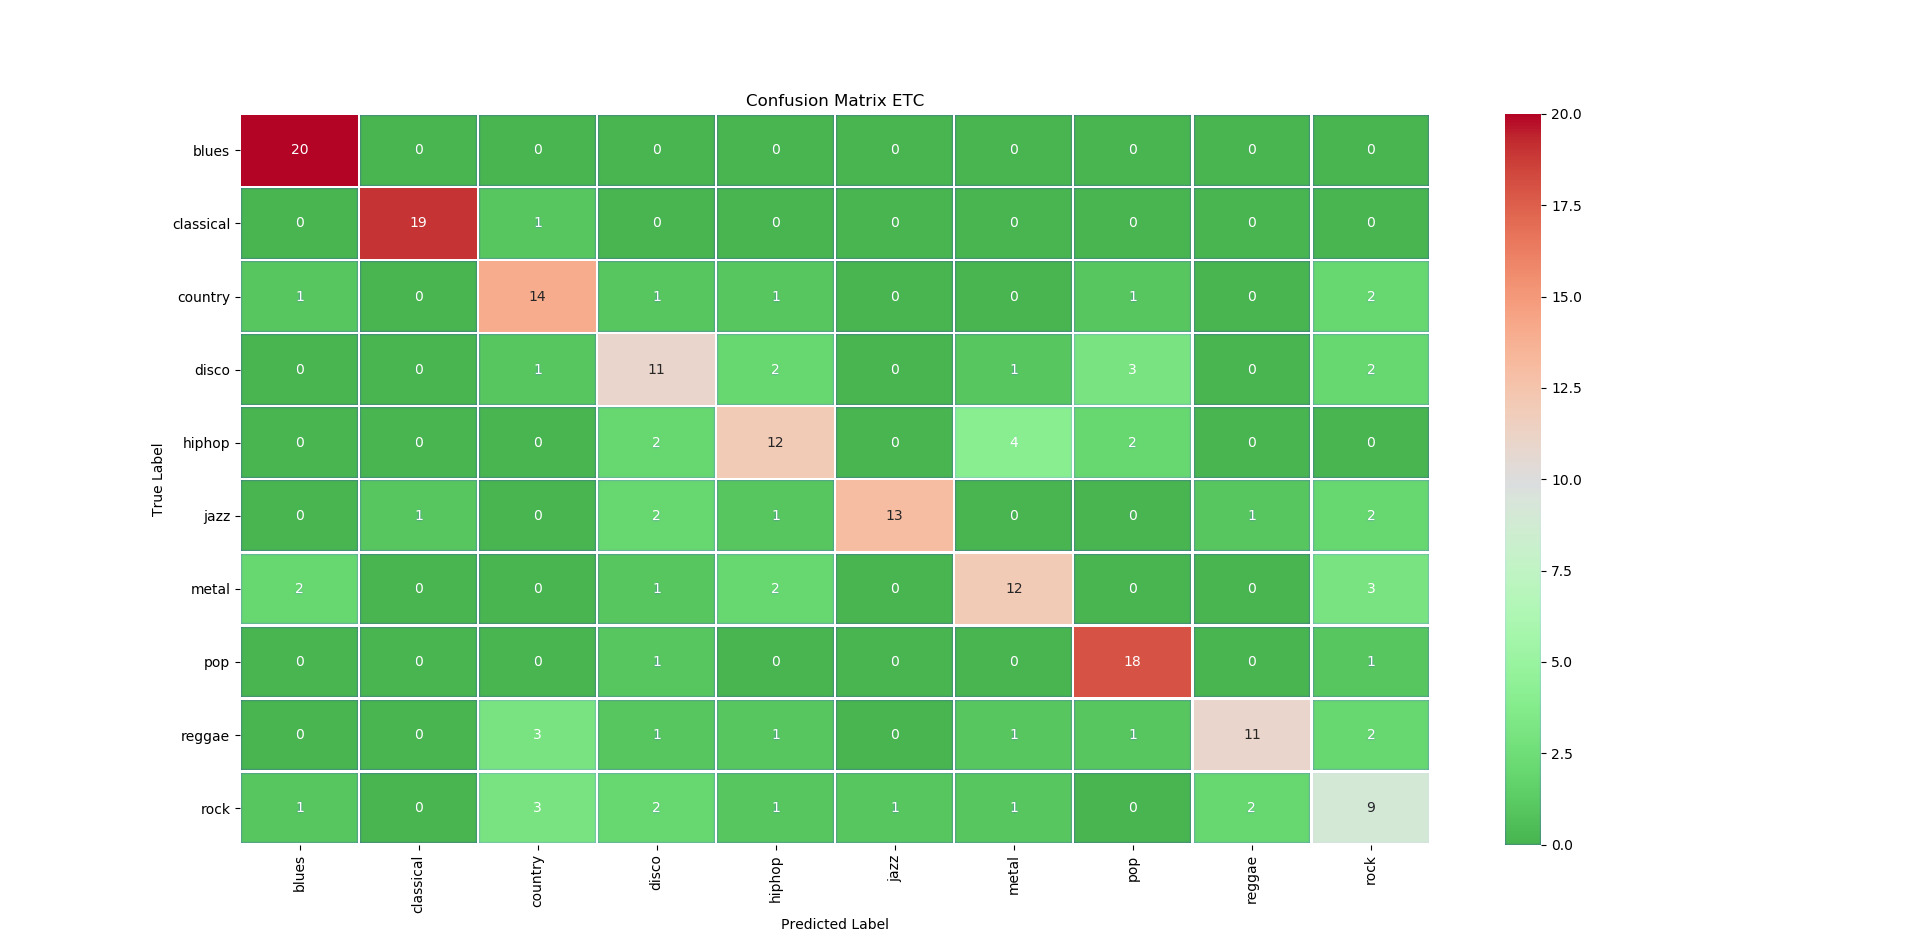 Confusion Matrix ETC
blues 20 0 0 0 0 0 0 0 0 0
classical 0 19 1 0 0 0 0 0 0 0
country 1 0 14 1 1 0 0 1 0 2
disco 0 0 1 11 2 0 1 3 0 2
hiphop 0 0 0 2 12 0 4 2 0 0
jazz 0 1 0 2 1 13 0 0 1 2
metal 2 0 0 1 2 0 12 0 0 3
pop 0 0 0 1 0 0 0 18 0 1
reggae 0 0 3 1 1 0 1 1 11 2
rock 1 0 3 2 1 1 1 0 2 9
True Label
blues classical country disco hiphop jazz metal pop reggae rock
Predicted Label
20.0
17.5
15.0
12.5
10.0
7.5
5.0
2.5
0.0